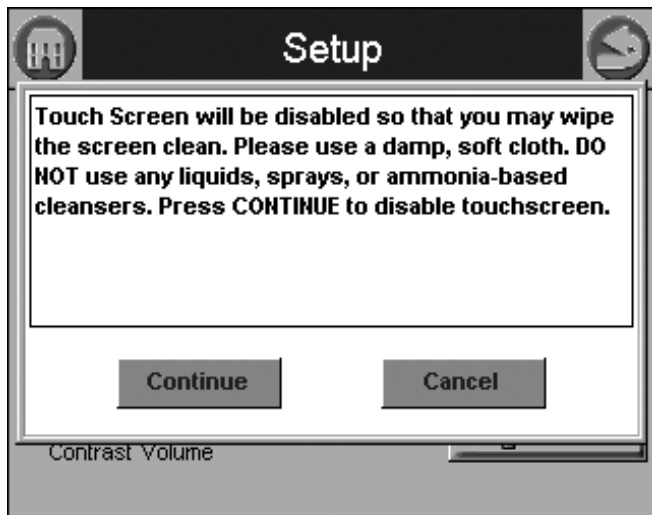 Setup
Touch Screen will be disabled so that you may wipe
the screen clean. Please use a damp, soft cloth. DO
NOT use any liquids, sprays, or ammonia-based
cleansers. Press CONTINUE to disable touchscreen.
Continue Cancel
Contrast Volume